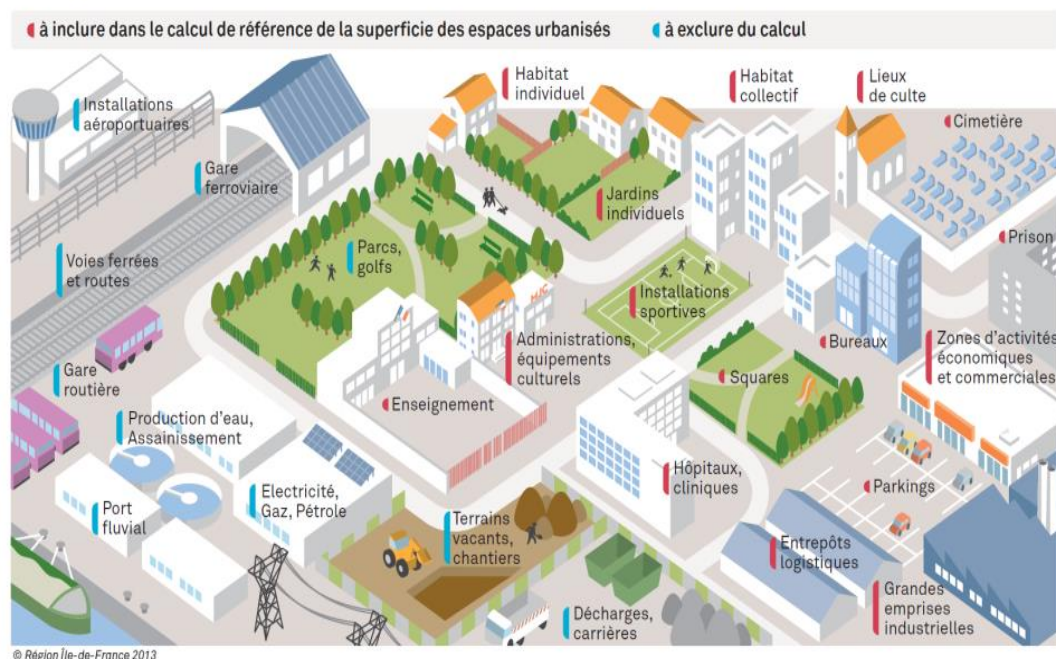 à inclure dans le calcul de référence de la superficie des espaces urbanisés
à exclure du calcul
Installations
aéroportuaires
Gare
ferroviaire
Voies ferrées
et routes
Gare
routière
Production d'eau,
Assainissement
Port
fluvial
Electricité,
Gaz, Pétrole
Parcs,
golfs
Habitat
individuel
Jardins
individuels
Habitat
collectif
Lieux
de culte
Cimetière
Prison
Installations
sportives
MJC
Administrations,
équipements
culturels
Enseignement
Bureaux
Squares
Zones d'activités
économiques
et commerciales
Hôpitaux,
cliniques
Parkings
Terrains
vacants,
chantiers
Entrepôts
logistiques
Grandes
emprises
industrielles
Décharges,
carrières
© Région Île-de-France 2013